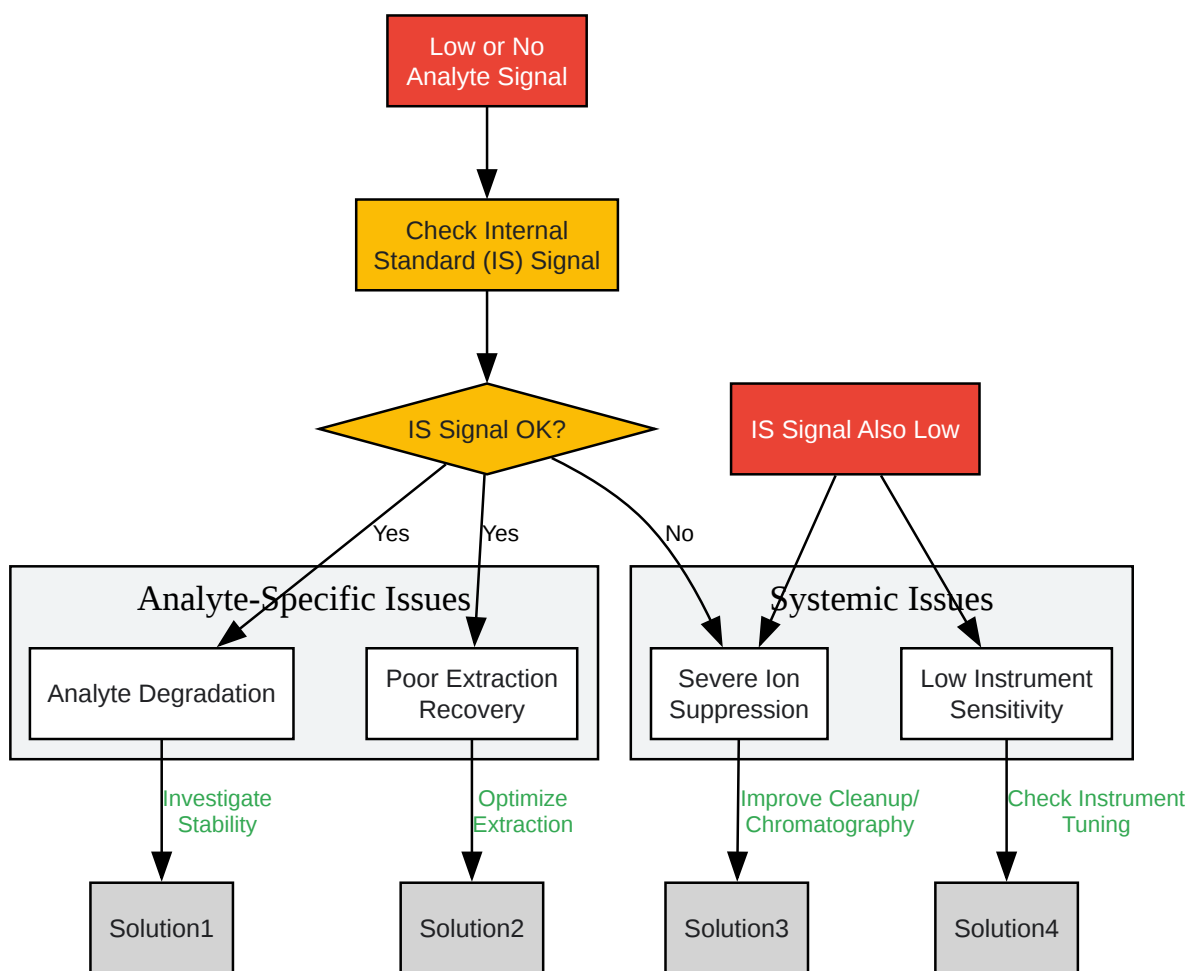 Low or No
Analyte Signal
Check Internal
Standard (IS) Signal
IS Signal OK?
IS Signal Also Low
Yes
Yes
No
Analyte-Specific Issues
Systemic Issues
Analyte Degradation
Poor Extraction
Recovery
Severe Ion
Suppression
Low Instrument
Sensitivity
Investigate
Stability
Optimize
Extraction
Improve Cleanup/
Chromatography
Check Instrument
Tuning
Solution1
Solution2
Solution3
Solution4